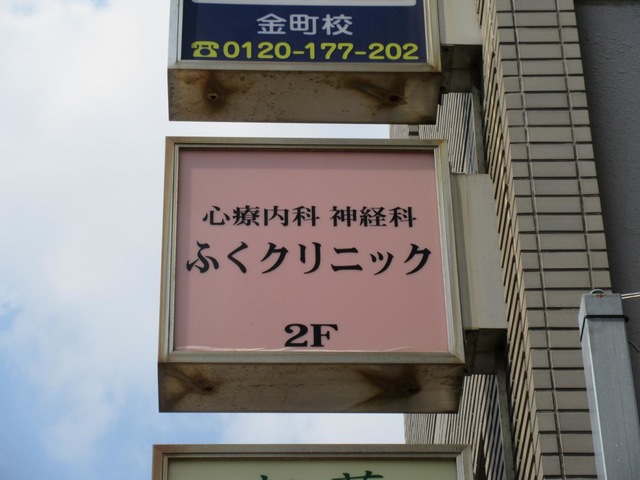 金町校
☎0120-177-202
心療内科 神経科
ふくクリニック
2F